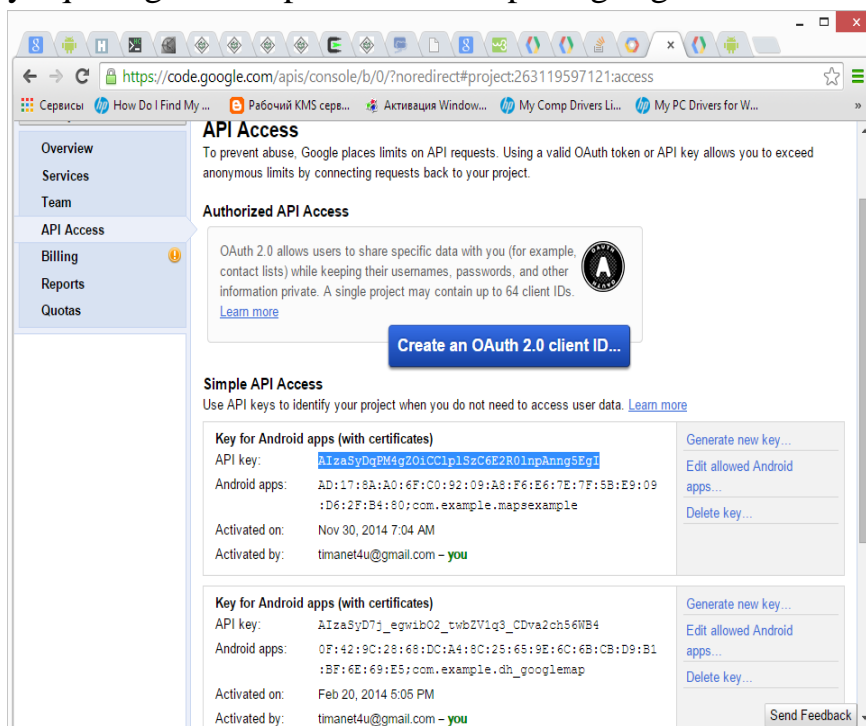 https://code.google.com/apis/console/b/0/?noredirect#project:263119597121:access
Сервисы How Do I Find My ... Рабочий KMS серв... Активация Window... My Comp Drivers Li... My PC Drivers for W... »
Overview
Services
Team
API Access
Billing
Reports
Quotas
API Access
To prevent abuse, Google places limits on API requests. Using a valid OAuth token or API key allows you to exceed
anonymous limits by connecting requests back to your project.
Authorized API Access
OAuth 2.0 allows users to share specific data with you (for example,
contact lists) while keeping their usernames, passwords, and other
information private. A single project may contain up to 64 client IDs.
Learn more
Create an OAuth 2.0 client ID...
Simple API Access
Use API keys to identify your project when you do not need to access user data. Learn more
Key for Android apps (with certificates)
API key: AIzaSyDqPM4gZOiCClplSzC6E2R0lnpAnng5EgI
Android apps: AD:17:8A:A0:6F:C0:92:09:A8:F6:E6:7E:7F:5B:E9:09
:D6:2F:B4:80;com.example.mapsexample
Activated on: Nov 30, 2014 7:04 AM
Activated by: timanet4u@gmail.com – you
Generate new key...
Edit allowed Android
apps...
Delete key...
Key for Android apps (with certificates)
API key: AIzaSyD7j_egwibO2_twbZV1q3_CDva2ch56WB4
Android apps: 0F:42:9C:28:68:DC:A4:8C:25:65:9E:6C:6B:CB:D9:B1
:BF:6E:69:E5;com.example.dh_googlemap
Activated on: Feb 20, 2014 5:05 PM
Activated by: timanet4u@gmail.com – you
Generate new key...
Edit allowed Android
apps...
Delete key...
Send Feedback